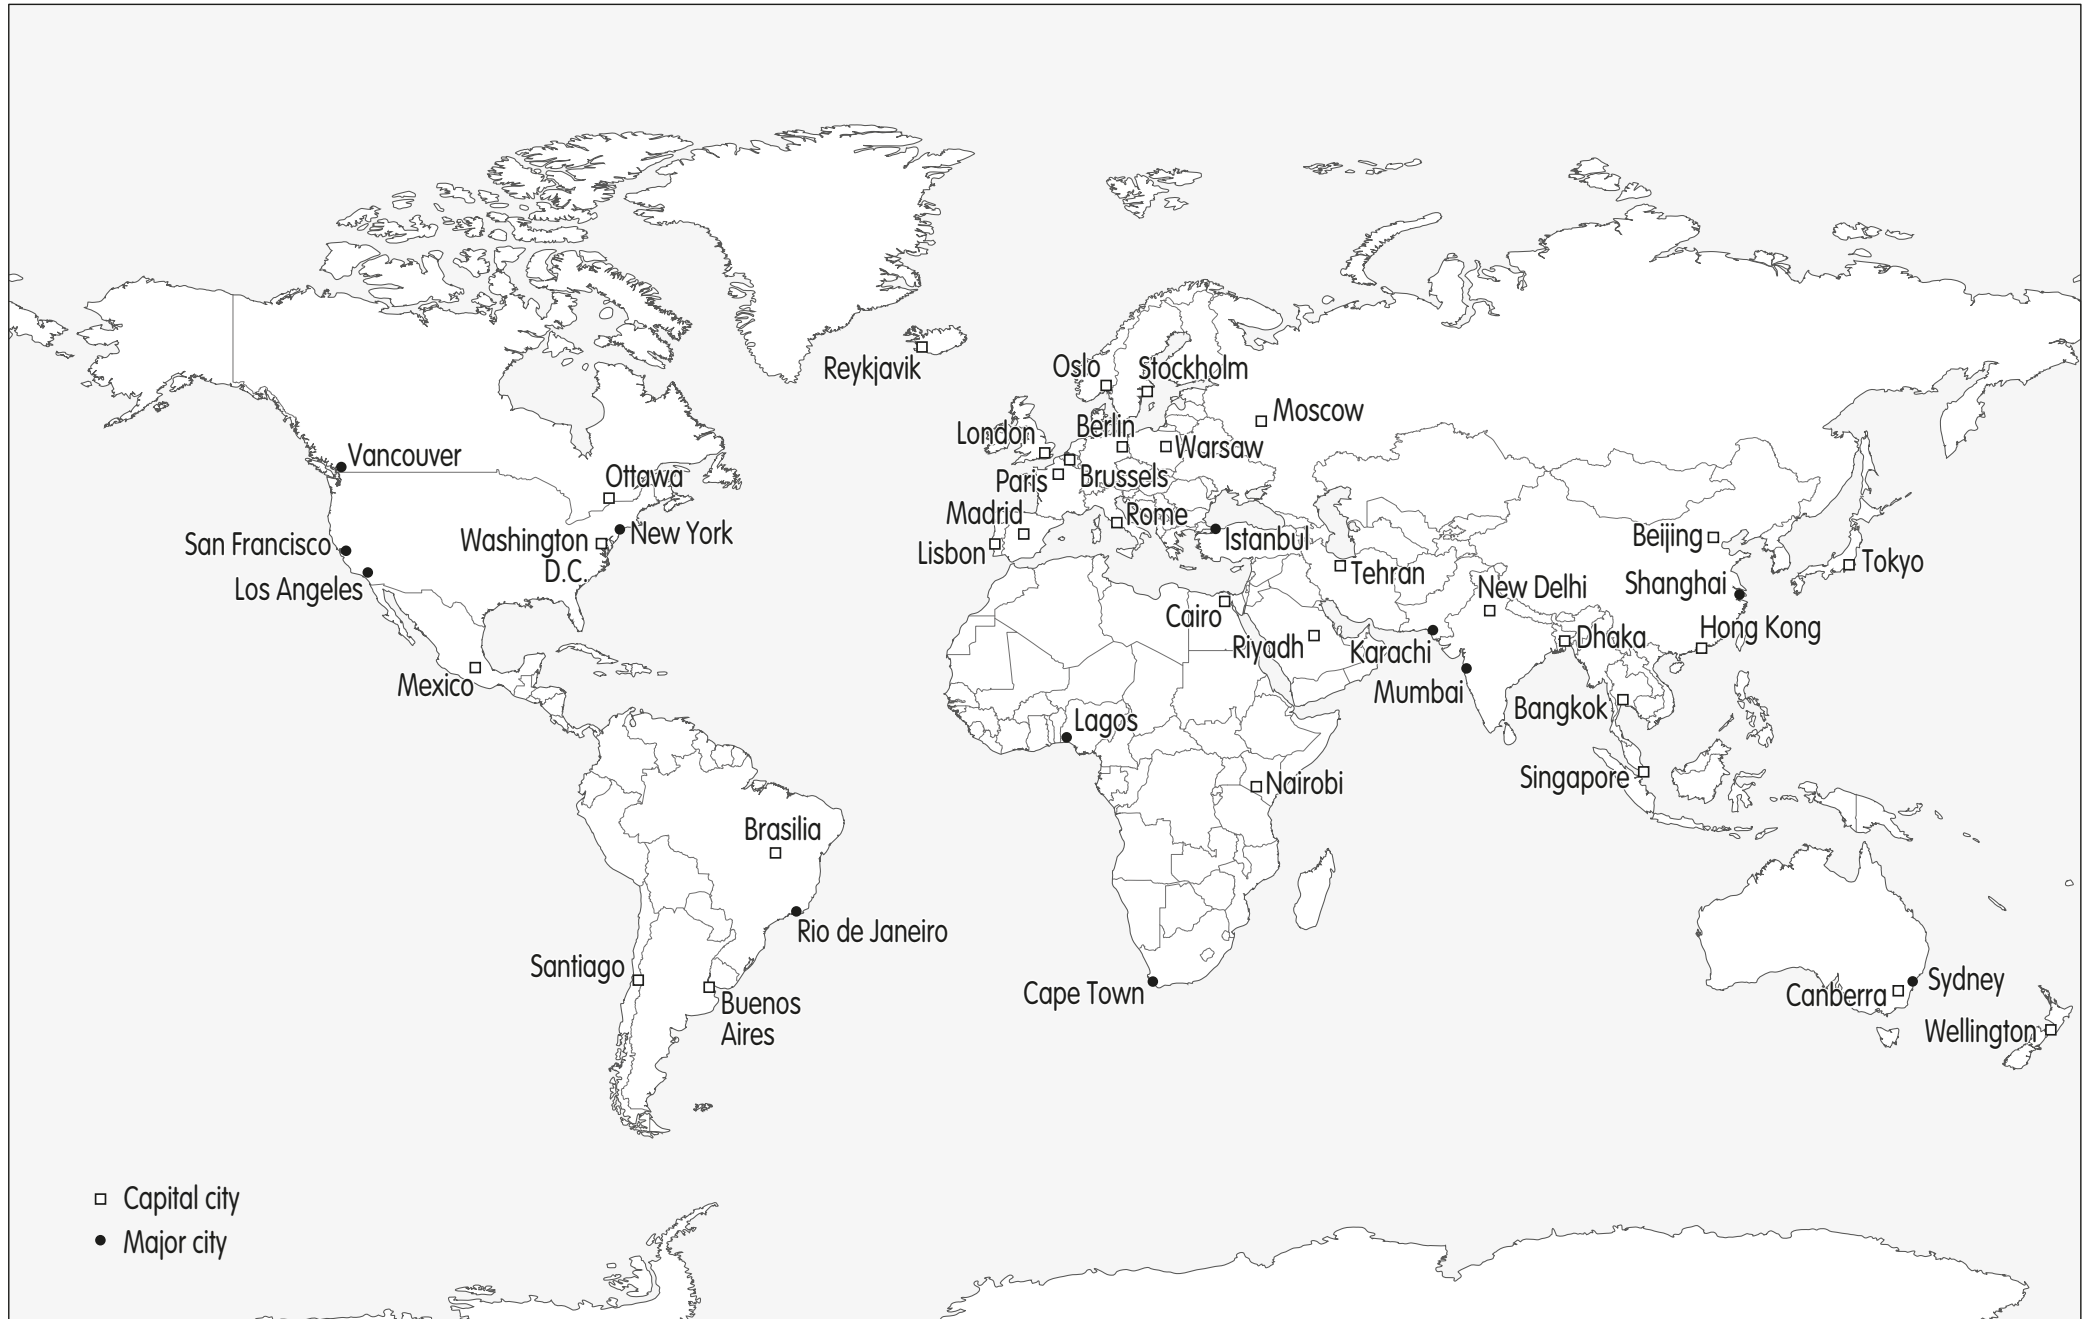 Reykjavik
Oslo
Stockholm
Moscow
Berlin
London
Warsaw
Vancouver
Ottawa
Paris
Brussels
Madrid
Rome
San Francisco
Washington
D.C.
New York
Lisbon
Istanbul
Beijing
Tokyo
Los Angeles
Tehran
New Delhi
Shanghai
Cairo
Riyadh
Karachi
Dhaka
Hong Kong
Mexico
Mumbai
Bangkok
Lagos
Nairobi
Singapore
Brasilia
Rio de Janeiro
Santiago
Buenos
Aires
Cape Town
Canberra
Sydney
Wellington
Capital city
Major city